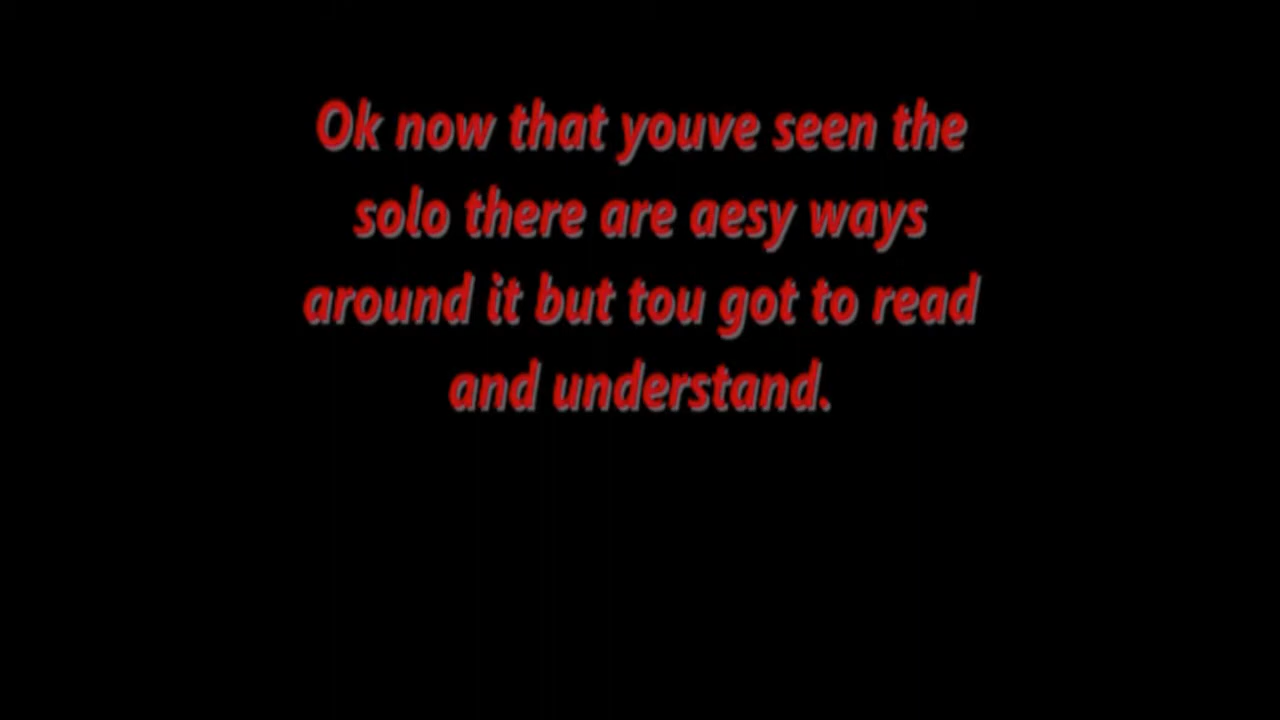 Ok now that youve seen the
solo there are aesy ways
around it but tou got to read
and understand.